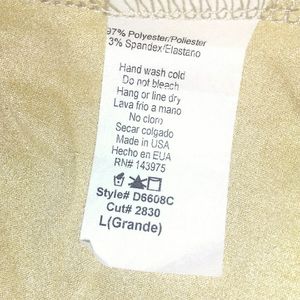 97% Polyester/Poliester
3% Spandex/Elastano
Hand wash cold
Do not bleach
Hang or line dry
Lava frio a mano
No cloro
Secar colgado
Made in USA
Hecho en EUA
RN# 143975
Style# D6608C
Cut# 2830
L(Grande)